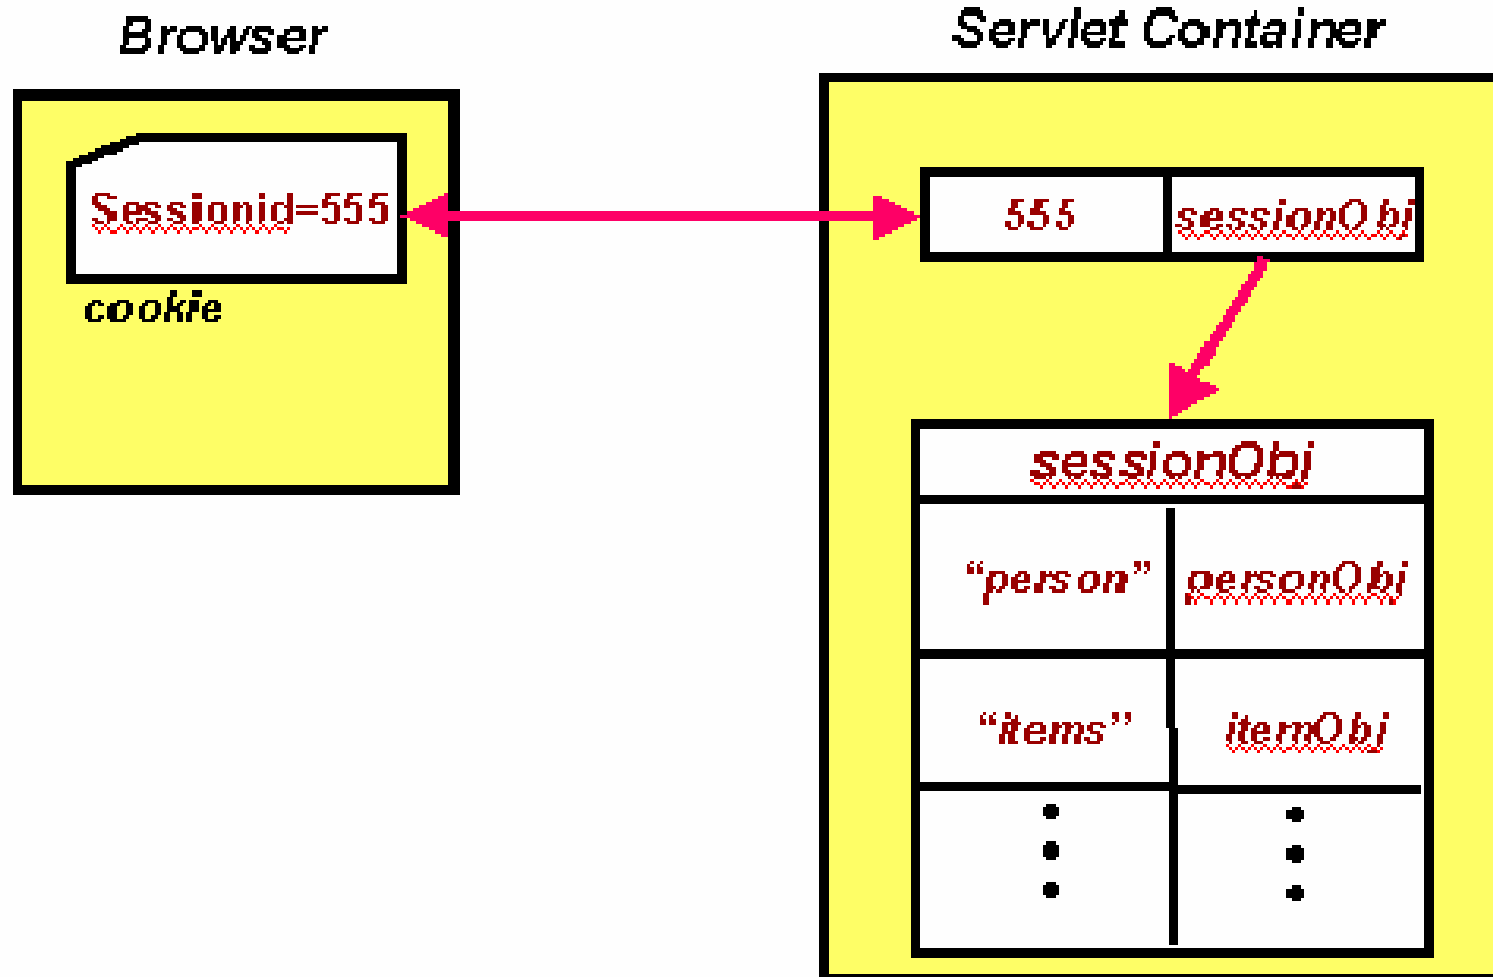 Browser
Servlet Container
Sessionid=555
cookie
555 sessionObj
sessionObj
“person” personObj
“items” itemObj